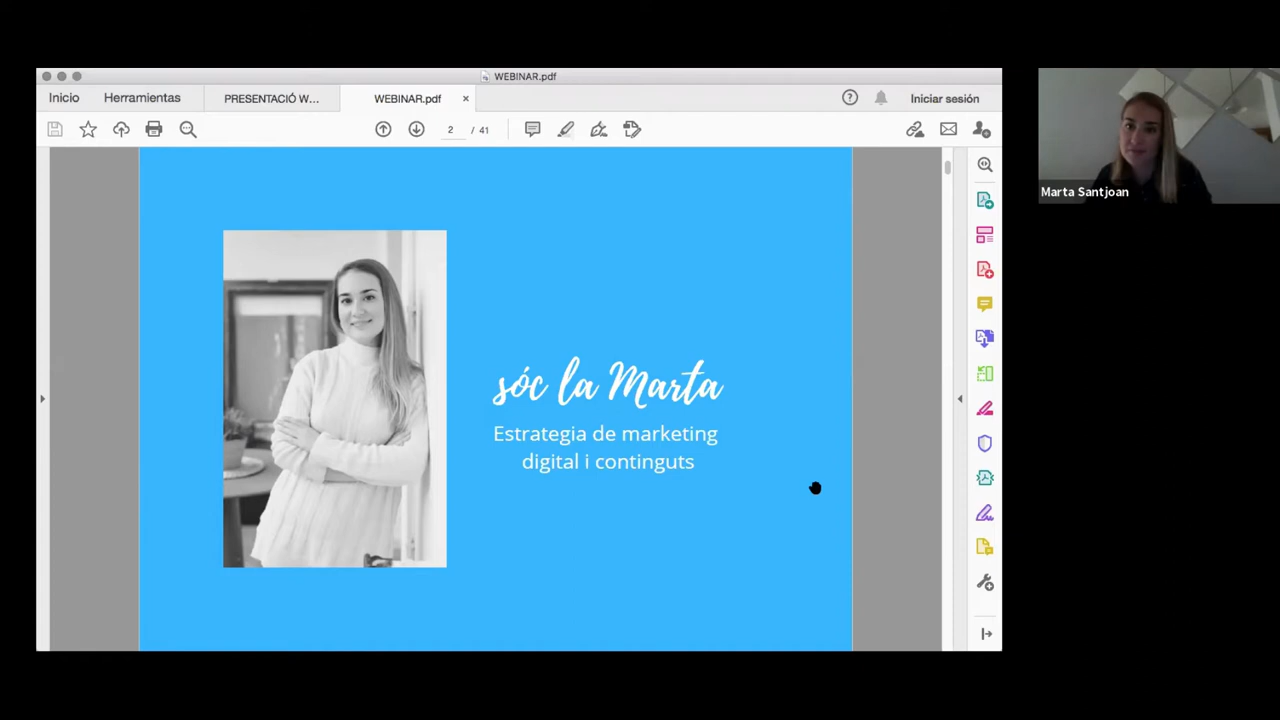 WEBINAR.pdf
Inicio
Herramientas
PRESENTACIÓ W...
WEBINAR.pdf
×
Iniciar sesión
2 / 41
Marta Santjoan
sóc la Marta
Estrategia de marketing
digital i continguts